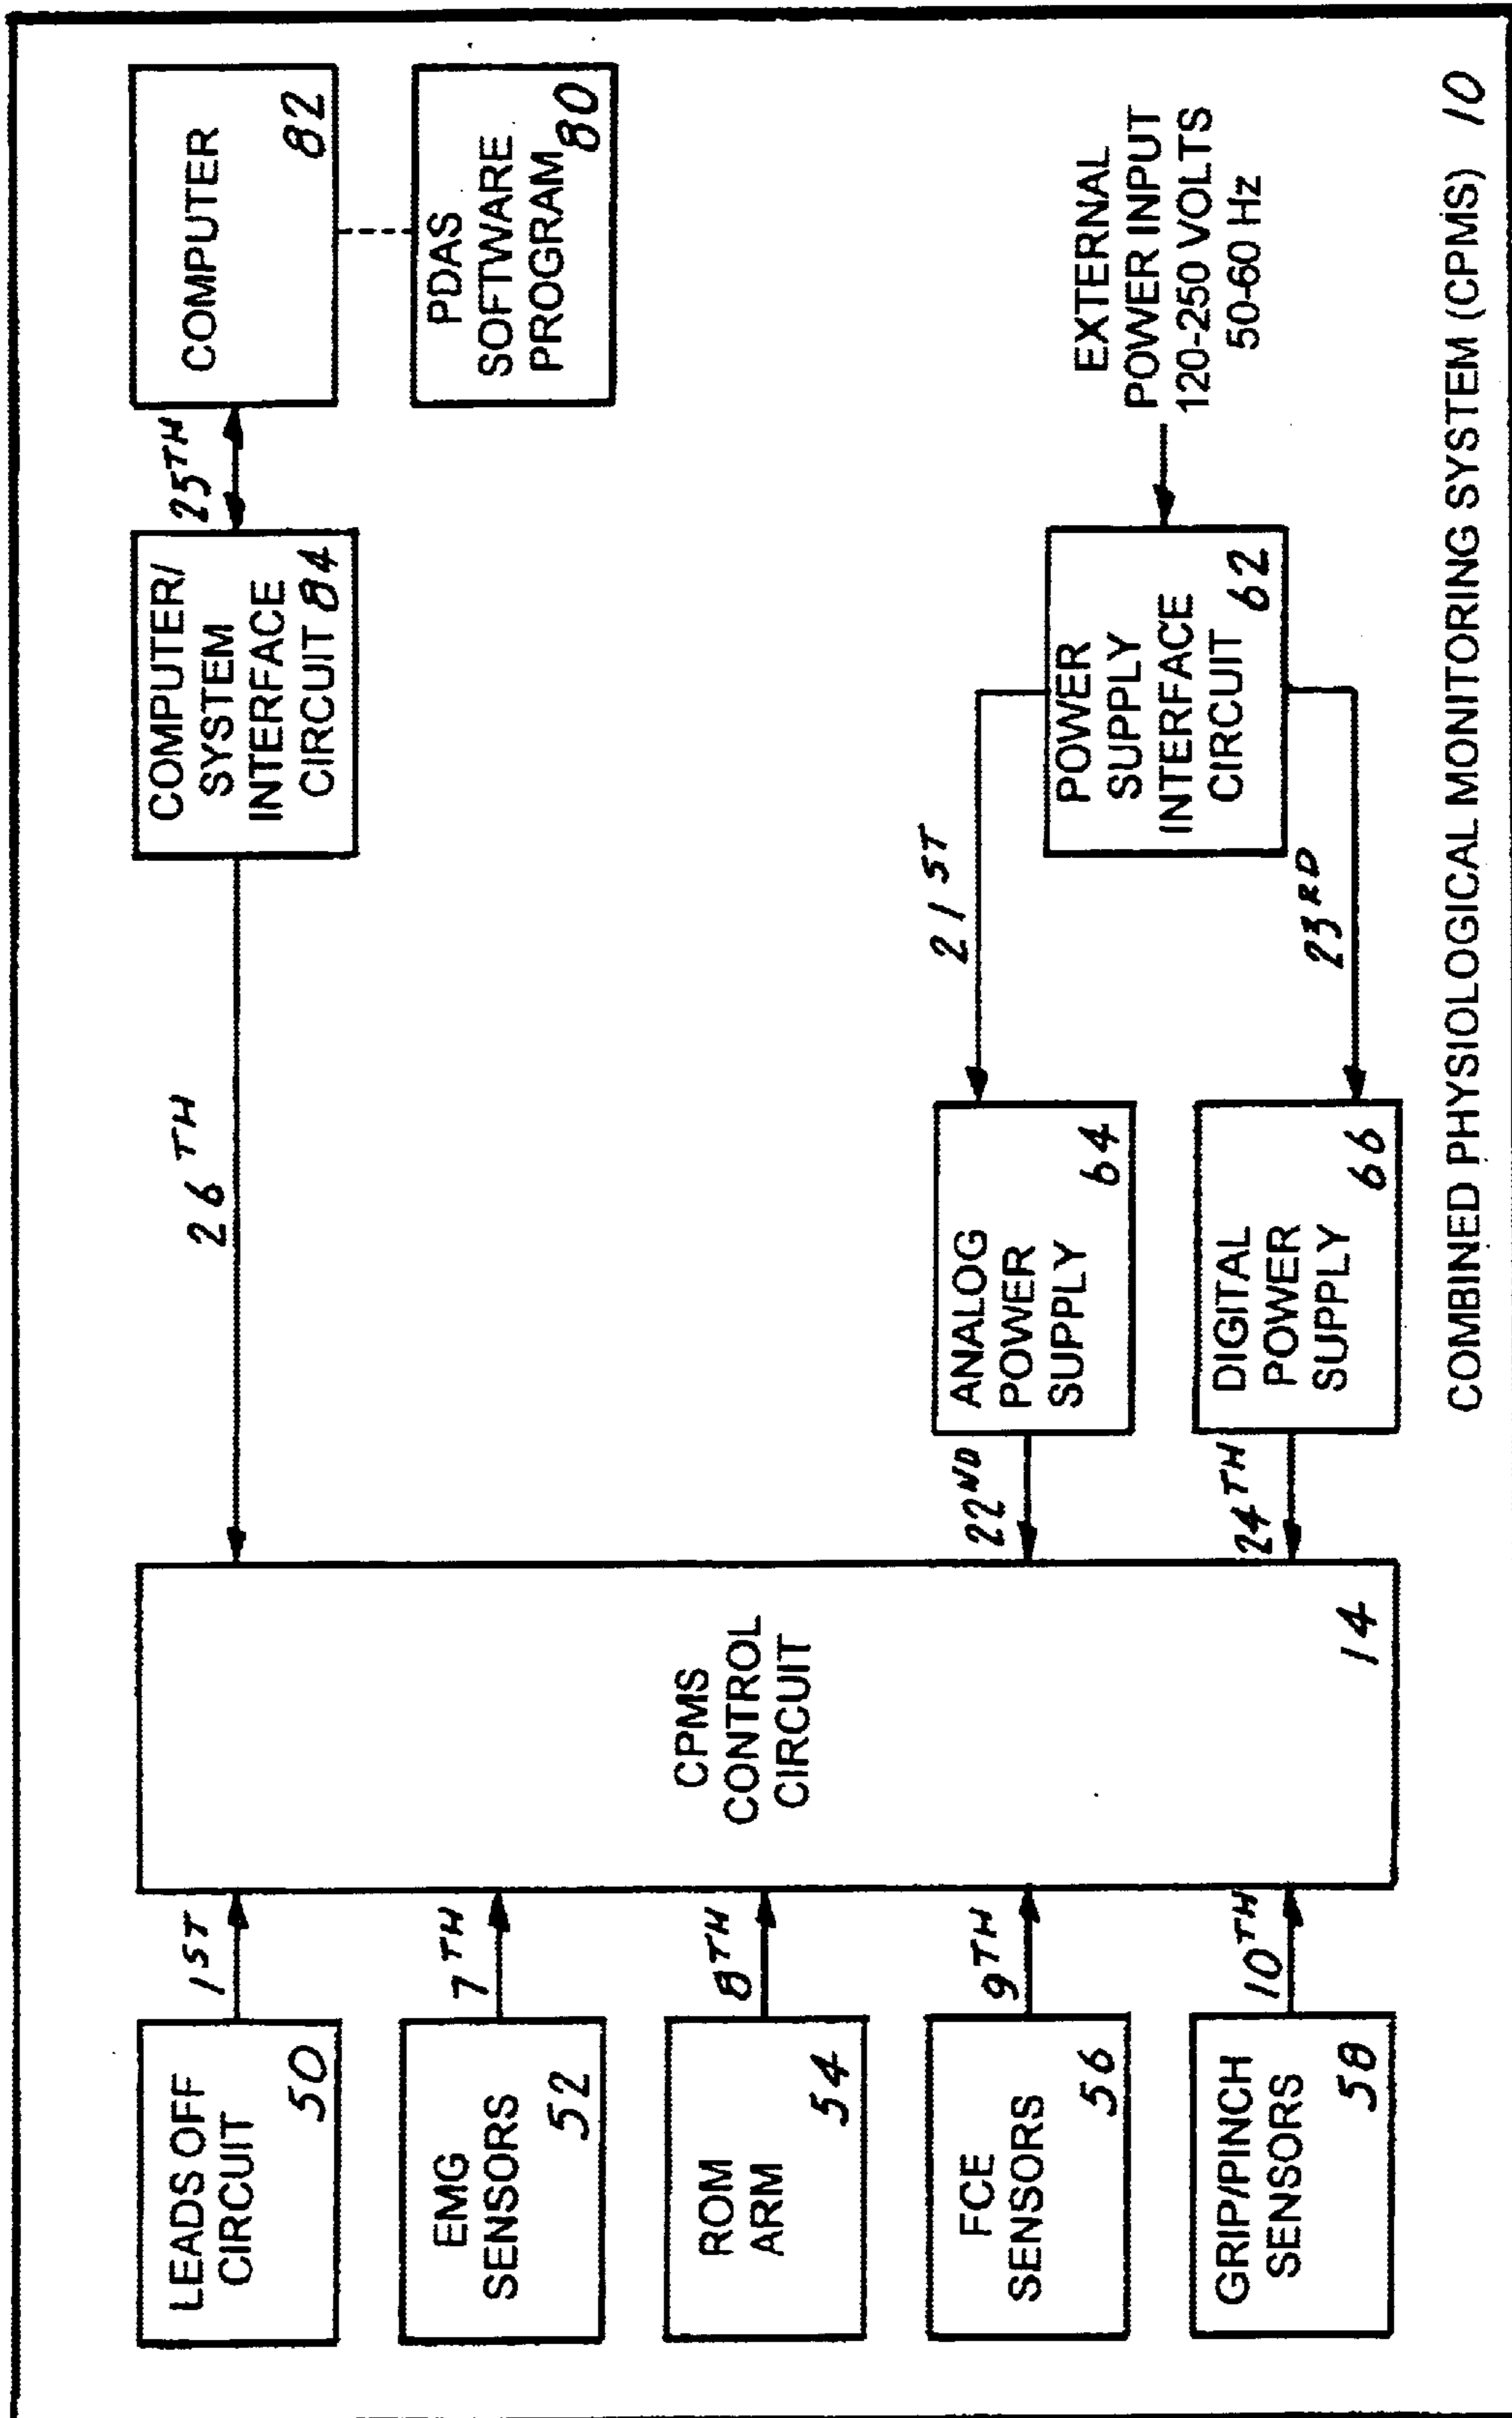 LEADS OFF
CIRCUIT
50
1ST
EMG
SENSORS
52
7TH
ROM
ARM
54
8TH
FCE
SENSORS
56
9TH
GRIP/PINCH
SENSORS
58
10TH
CPMS
CONTROL
CIRCUIT
14
26TH
COMPUTER/
SYSTEM
INTERFACE
CIRCUIT 84
25TH
COMPUTER
82
PDAS
SOFTWARE
PROGRAM
80
22ND
ANALOG
POWER
SUPPLY
64
21ST
24TH
DIGITAL
POWER
SUPPLY
66
23RD
POWER
SUPPLY
INTERFACE
CIRCUIT
62
EXTERNAL
POWER INPUT
120-250 VOLTS
50-60 Hz
COMBINED PHYSIOLOGICAL MONITORING SYSTEM (CPMS) 10